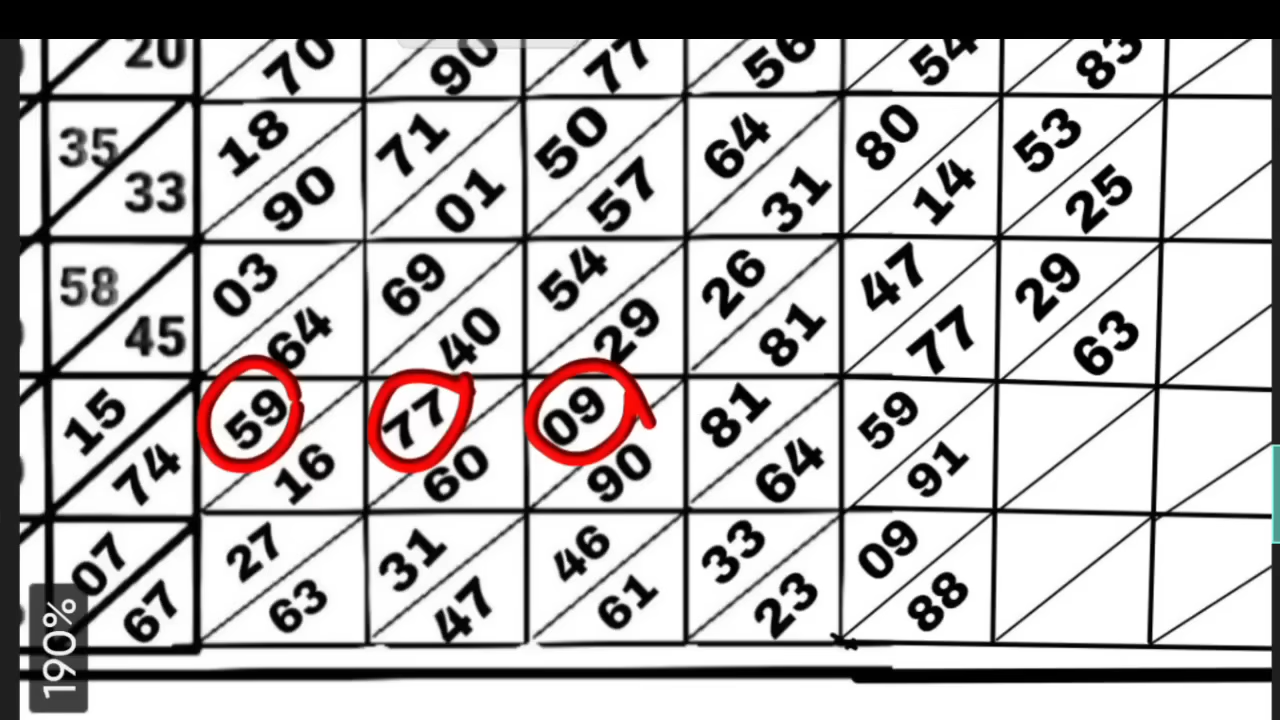 20 70 90 77 56 54 83
35 18 71 50 64 80 53
33 90 01 57 31 14 25
58 03 69 54 26 47 29
45 64 40 29 81 77 63
15 59 77 09 81 59
74 16 60 90 64 91
07 27 31 46 33 09
67 63 47 61 23 88
190%